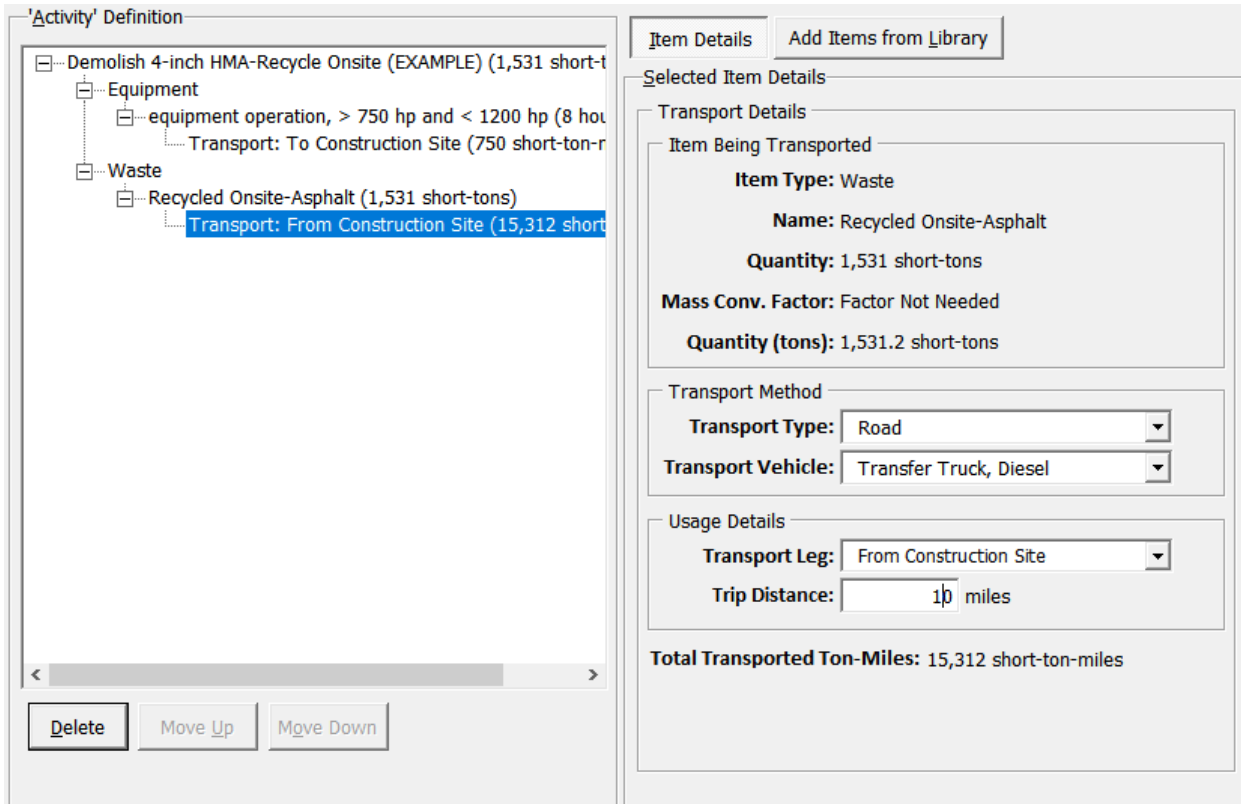 'Activity' Definition
Demolish 4-inch HMA-Recycle Onsite (EXAMPLE) (1,531 short-t
Equipment
equipment operation, > 750 hp and < 1200 hp (8 hou
Transport: To Construction Site (750 short-ton-
Waste
Recycled Onsite-Asphalt (1,531 short-tons)
Transport: From Construction Site (15,312 short
Delete
Move Up
Move Down
Item Details
Add Items from Library
Selected Item Details
Transport Details
Item Being Transported
Item Type: Waste
Name: Recycled Onsite-Asphalt
Quantity: 1,531 short-tons
Mass Conv. Factor: Factor Not Needed
Quantity (tons): 1,531.2 short-tons
Transport Method
Transport Type: Road
Transport Vehicle: Transfer Truck, Diesel
Usage Details
Transport Leg: From Construction Site
Trip Distance: 10 miles
Total Transported Ton-Miles: 15,312 short-ton-miles